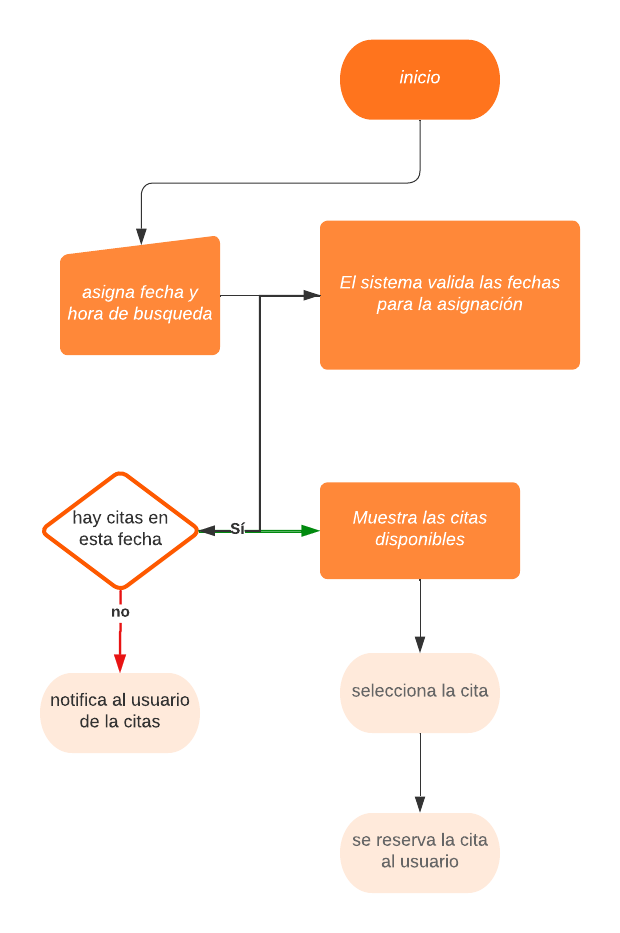 inicio
asigna fecha y
hora de busqueda
El sistema valida las fechas
para la asignación
hay citas en
esta fecha
Sí
Muestra las citas
disponibles
no
notifica al usuario
de la citas
selecciona la cita
se reserva la cita
al usuario